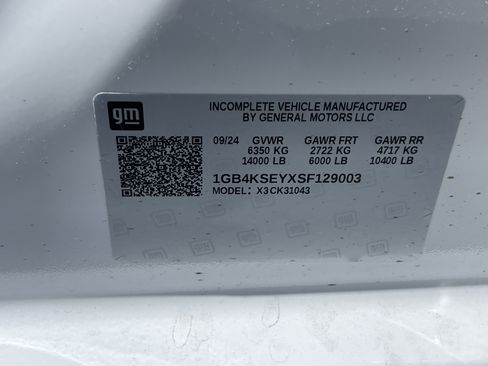 gm
INCOMPLETE VEHICLE MANUFACTURED
BY GENERAL MOTORS LLC
09/24 GVWR GAWR FRT GAWR RR
6350 KG 2722 KG 4717 KG
14000 LB 6000 LB 10400 LB
1GB4KSEYXSF129003
MODEL: X3CK31043